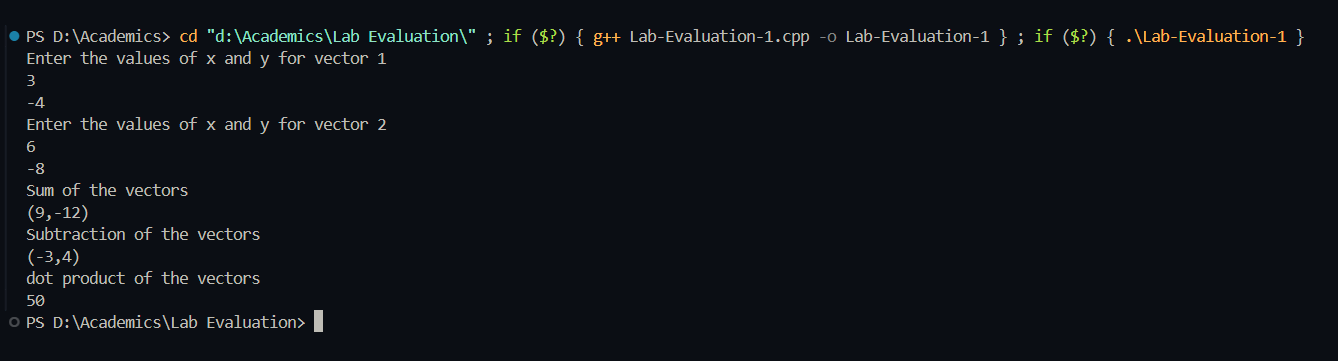 PS D:\Academics> cd "d:\Academics\Lab Evaluation\" ; if ($?) { g++ Lab-Evaluation-1.cpp -o Lab-Evaluation-1 } ; if ($?) { .\Lab-Evaluation-1 }
Enter the values of x and y for vector 1
3
-4
Enter the values of x and y for vector 2
6
-8
Sum of the vectors
(9,-12)
Subtraction of the vectors
(-3,4)
dot product of the vectors
50
PS D:\Academics\Lab Evaluation>